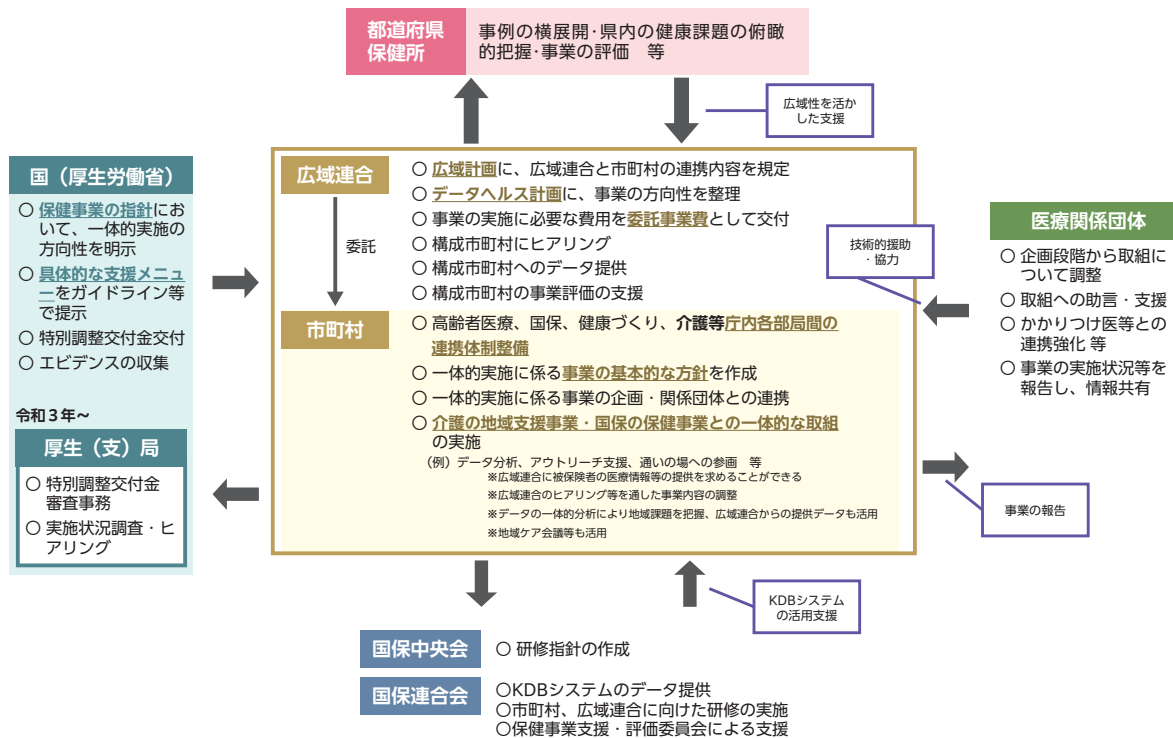 都道府県
保健所
事例の横展開･県内の健康課題の俯瞰
的把握･事業の評価　等
広域性を活か
した支援
国（厚生労働省）
〇 保健事業の指針にお
いて、一体的実施の
方向性を明示
〇 具体的な支援メニュ
ーをガイドライン等
で提示
〇 特別調整交付金交付
〇 エビデンスの収集
令和３年～
厚生（支）局
〇 特別調整交付金
審査事務
〇 実施状況調査・ヒ
アリング
広域連合
〇 広域計画に、広域連合と市町村の連携内容を規定
〇 データヘルス計画に、事業の方向性を整理
〇 事業の実施に必要な費用を委託事業費として交付
〇 構成市町村にヒアリング
〇 構成市町村へのデータ提供
〇 構成市町村の事業評価の支援
委託
市町村
〇 高齢者医療、国保、健康づくり、介護等庁内各部局間の
連携体制整備
〇 一体的実施に係る事業の基本的な方針を作成
〇 一体的実施に係る事業の企画・関係団体との連携
〇 介護の地域支援事業・国保の保健事業との一体的な取組
の実施
（例）データ分析、アウトリーチ支援、通いの場への参画　等
※広域連合に被保険者の医療情報等の提供を求めることができる
※広域連合のヒアリング等を通した事業内容の調整
※データの一体的分析により地域課題を把握、広域連合からの提供データも活用
※地域ケア会議等も活用
技術的援助
・協力
医療関係団体
〇 企画段階から取組に
ついて調整
〇 取組への助言・支援
〇 かかりつけ医等との
連携強化 等
〇 事業の実施状況等を
報告し、情報共有
事業の報告
KDBシステム
の活用支援
国保中央会
〇 研修指針の作成
国保連合会
〇KDBシステムのデータ提供
〇市町村、広域連合に向けた研修の実施
〇保健事業支援・評価委員会による支援